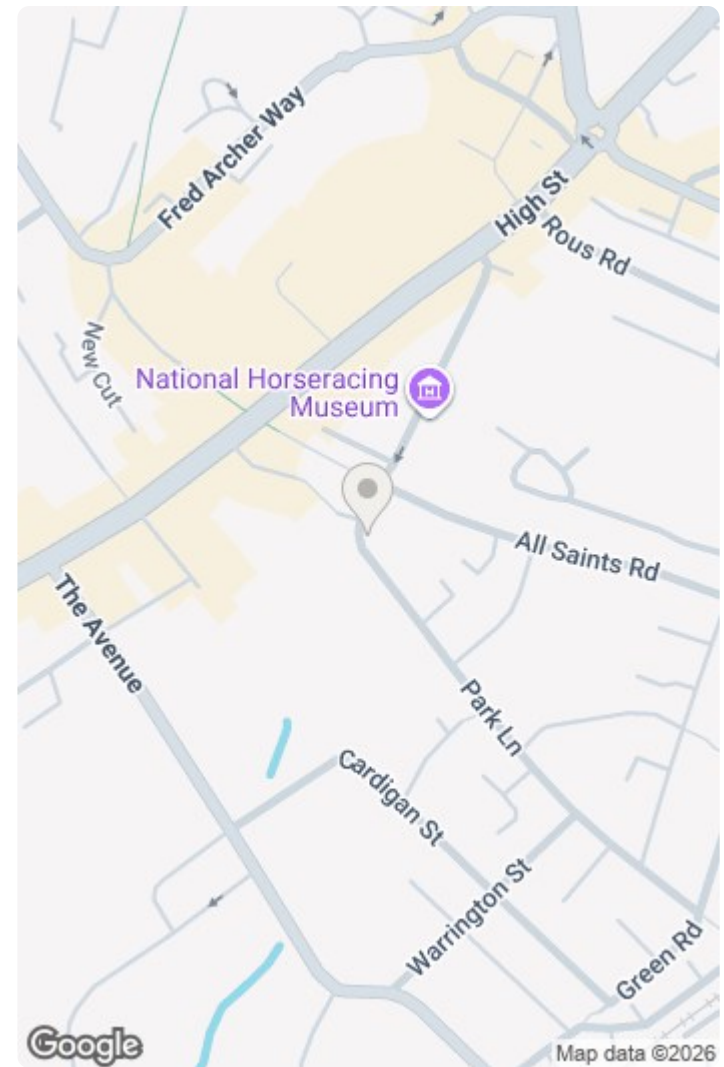 Fred Archer Way
High St
Rous Rd
New Cut
National Horseracing
Museum
All Saints Rd
The Avenue
Park Ln
Cardigan St
Warrington St
Green Rd
Google
Map data ©2026